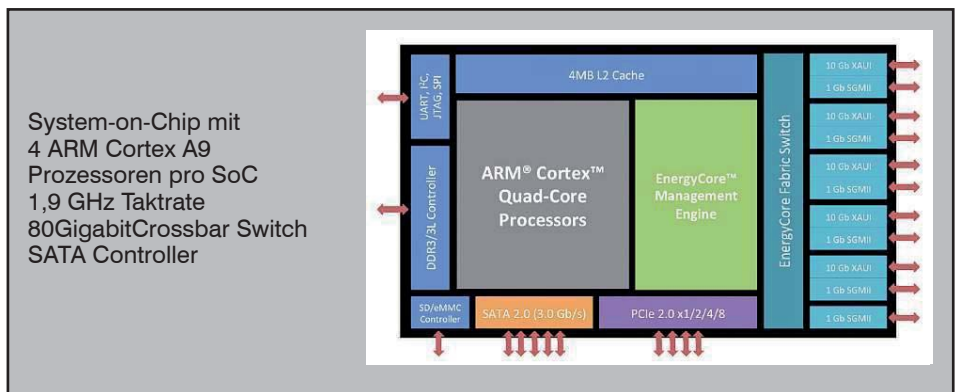 System-on-Chip mit
4 ARM Cortex A9
Prozessoren pro SoC
1,9 GHz Taktrate
80GigabitCrossbar Switch
SATA Controller
UART, I²C,
JTAG, SPI
4MB L2 Cache
DDR3/3L Controller
ARM® Cortex™
Quad-Core
Processors
EnergyCore™
Management
Engine
EnergyCore Fabric Switch
10 Gb XAUI
1 Gb SGMII
10 Gb XAUI
1 Gb SGMII
10 Gb XAUI
1 Gb SGMII
10 Gb XAUI
1 Gb SGMII
10 Gb XAUI
1 Gb SGMII
1 Gb SGMII
SD/eMMC
Controller
SATA 2.0 (3.0 Gb/s)
PCIe 2.0 x1/2/4/8